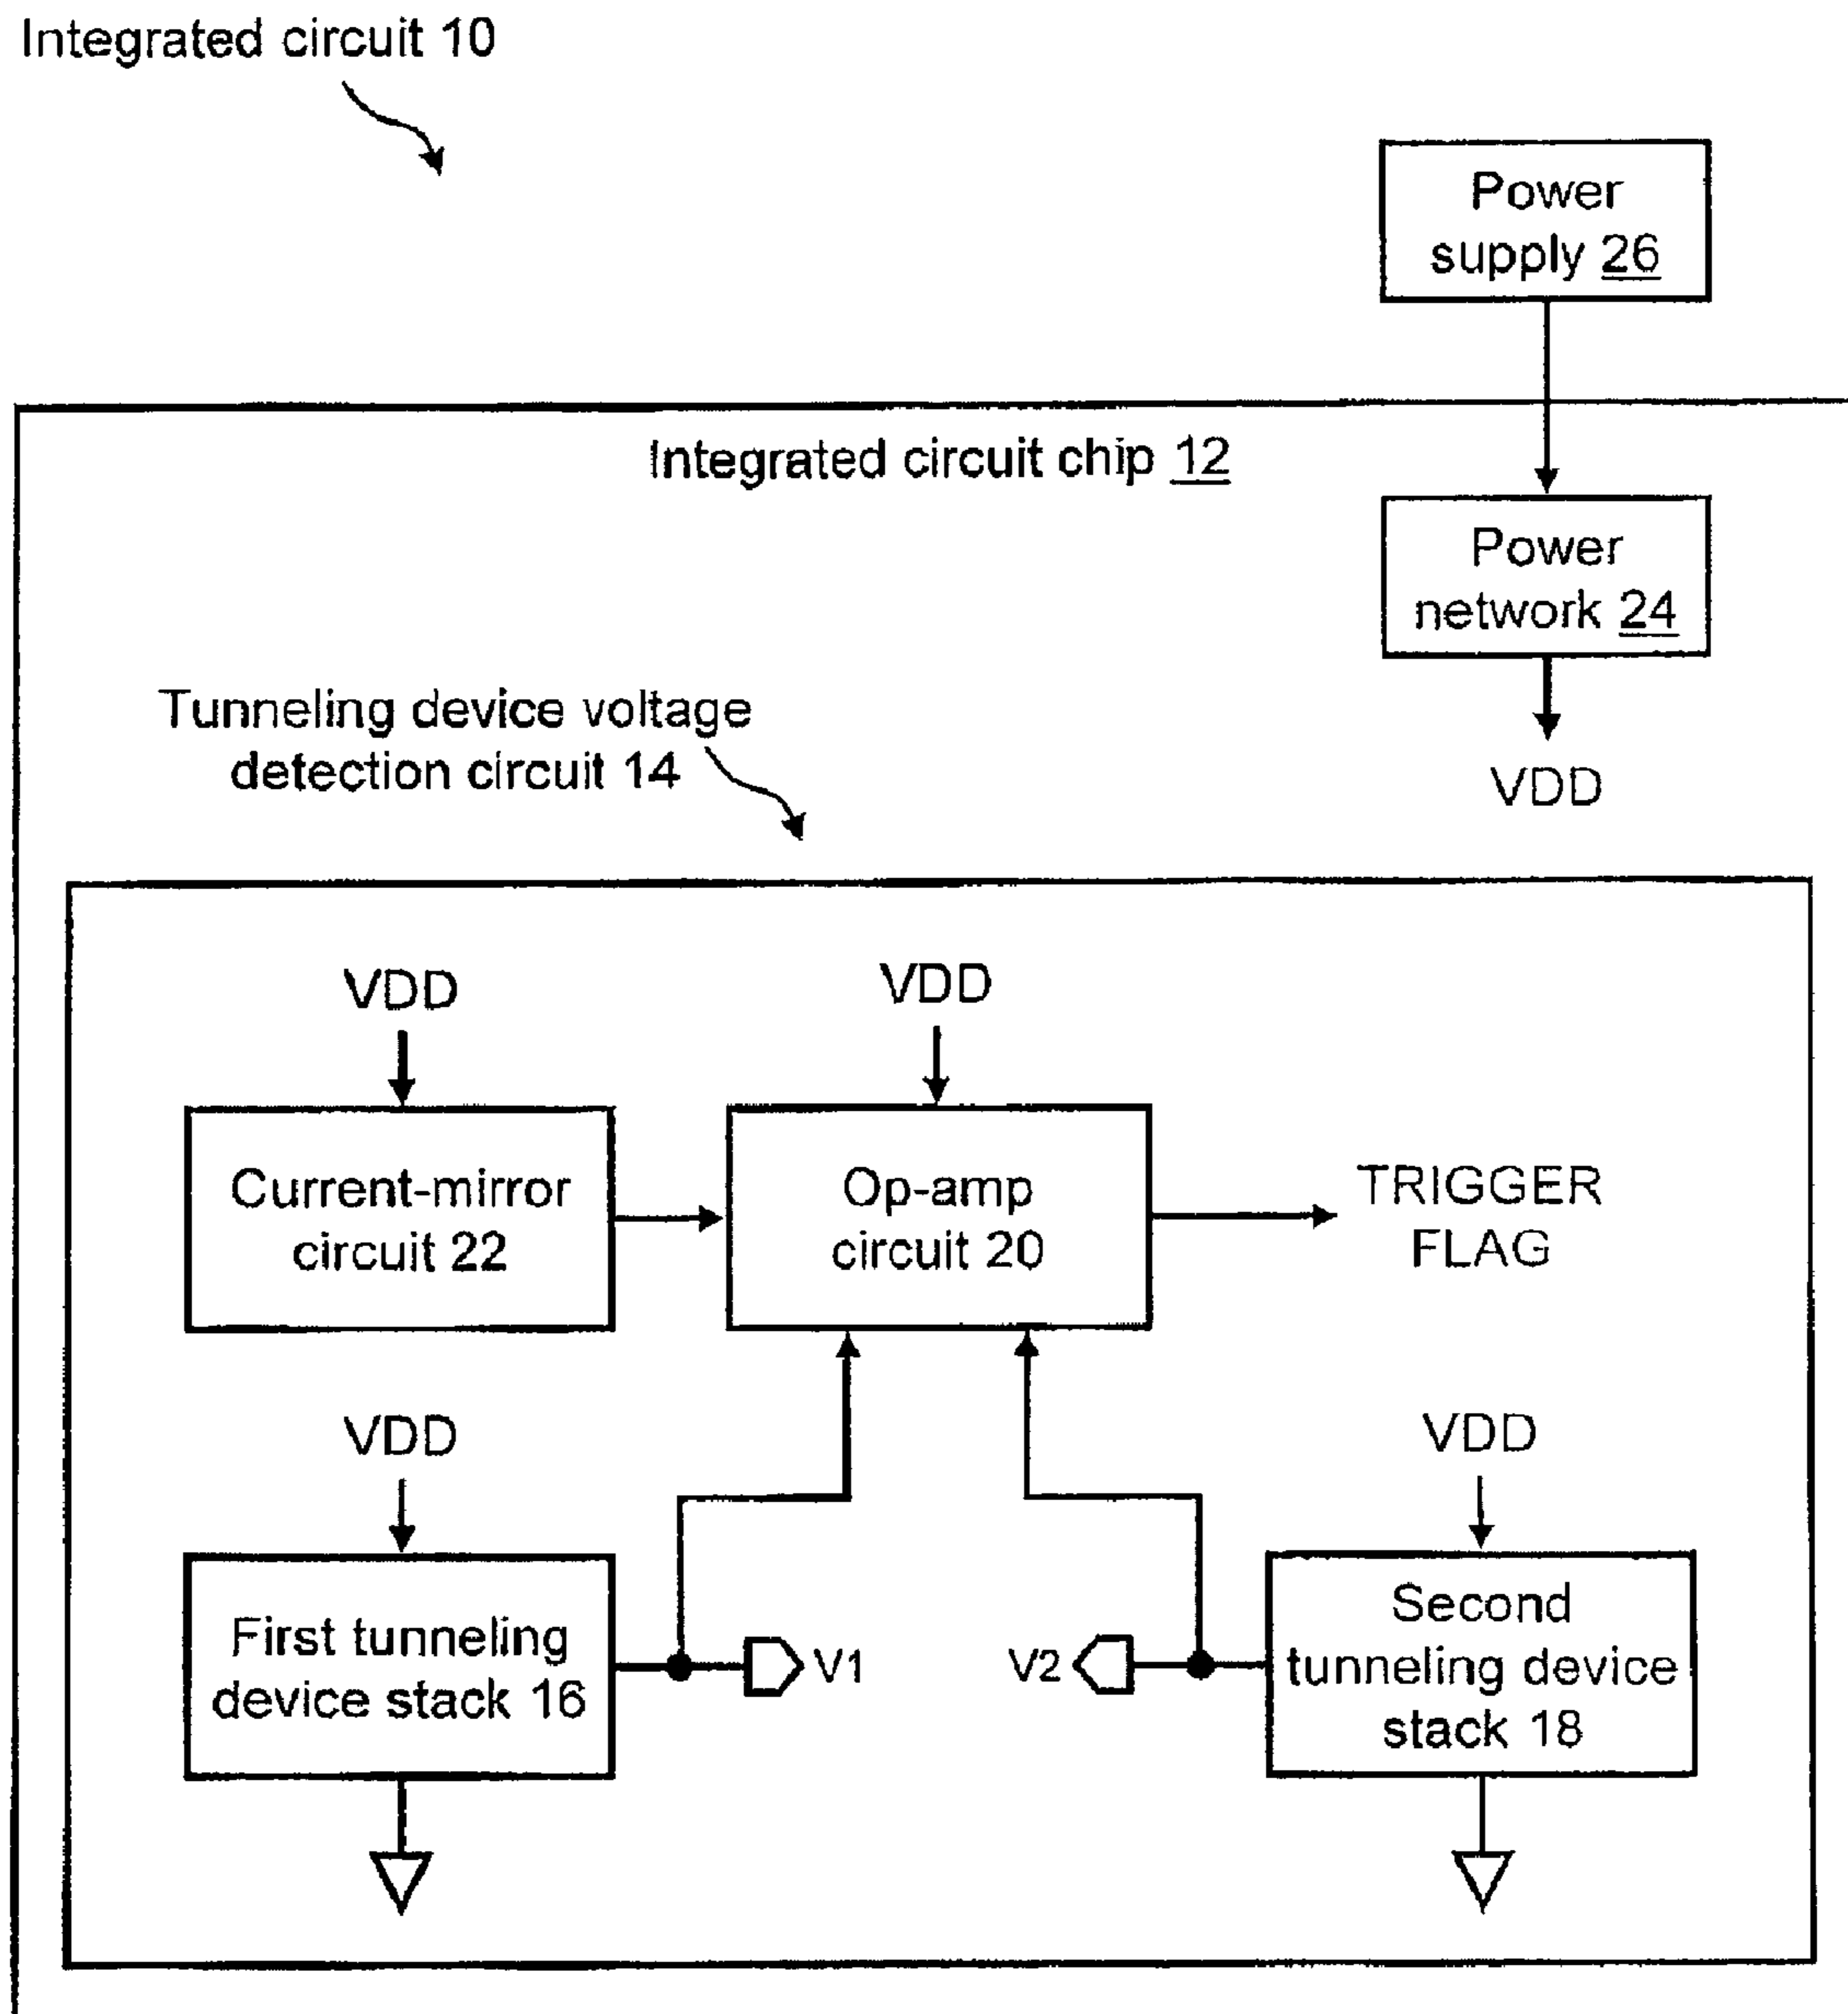 Integrated circuit 10
Power
supply 26
Integrated circuit chip 12
Power
network 24
VDD
Tunneling device voltage
detection circuit 14
VDD
VDD
Current-mirror
circuit 22
Op-amp
circuit 20
TRIGGER
FLAG
VDD
VDD
First tunneling
device stack 16
V1
V2
Second
tunneling device
stack 18